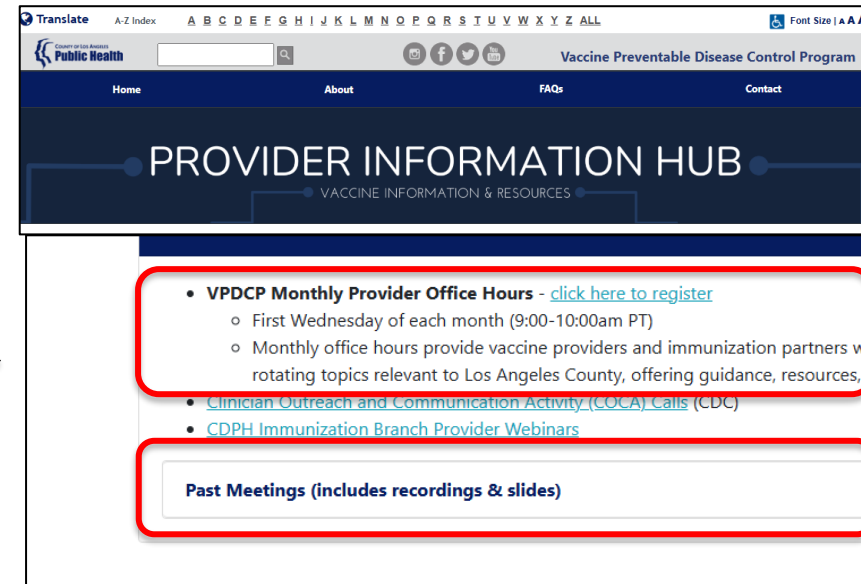 Translate A-Z Index A B C D E F G H I J K L M N O P Q R S T U V W X Y Z ALL Font Size | A A
County of Los Angeles
Public Health
Vaccine Preventable Disease Control Program
Home About FAQs Contact
PROVIDER INFORMATION HUB
VACCINE INFORMATION & RESOURCES
• VPDCP Monthly Provider Office Hours - click here to register
First Wednesday of each month (9:00-10:00am PT)
Monthly office hours provide vaccine providers and immunization partners
rotating topics relevant to Los Angeles County, offering guidance, resources,
• Clinician Outreach and Communication Activity (COCA) Calls (CDC)
• CDPH Immunization Branch Provider Webinars
Past Meetings (includes recordings & slides)